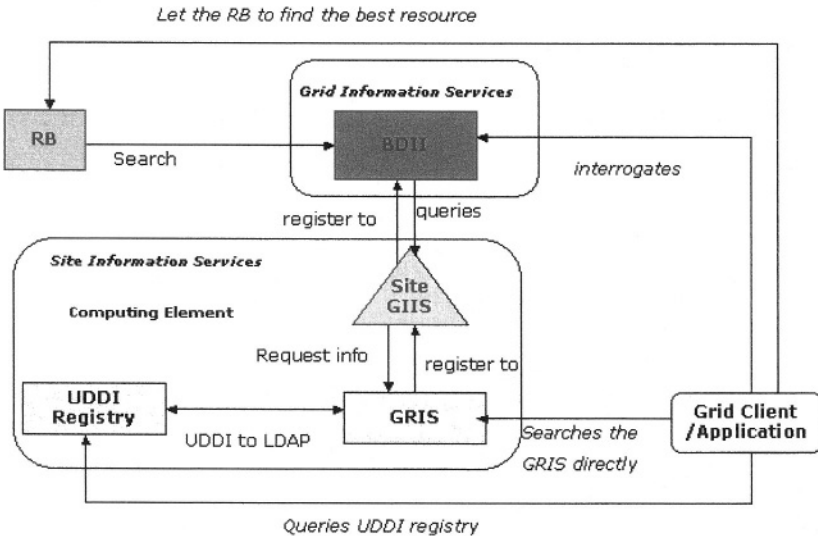 Let the RB to find the best resource
Grid Information Services
RB
BDII
Search
interrogates
register to
queries
Site Information Services
Site
GIIS
Computing Element
Request info
register to
UDDI
Registry
GRIS
Grid Client
/Application
UDDI to LDAP
Searches the
GRIS directly
Queries UDDI registry